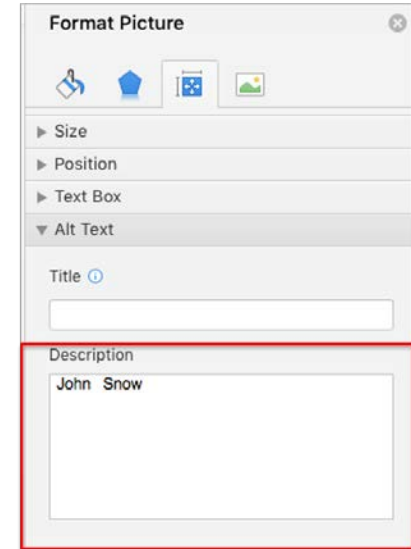 Format Picture
Size
Position
Text Box
Alt Text
Title
Description
John Snow